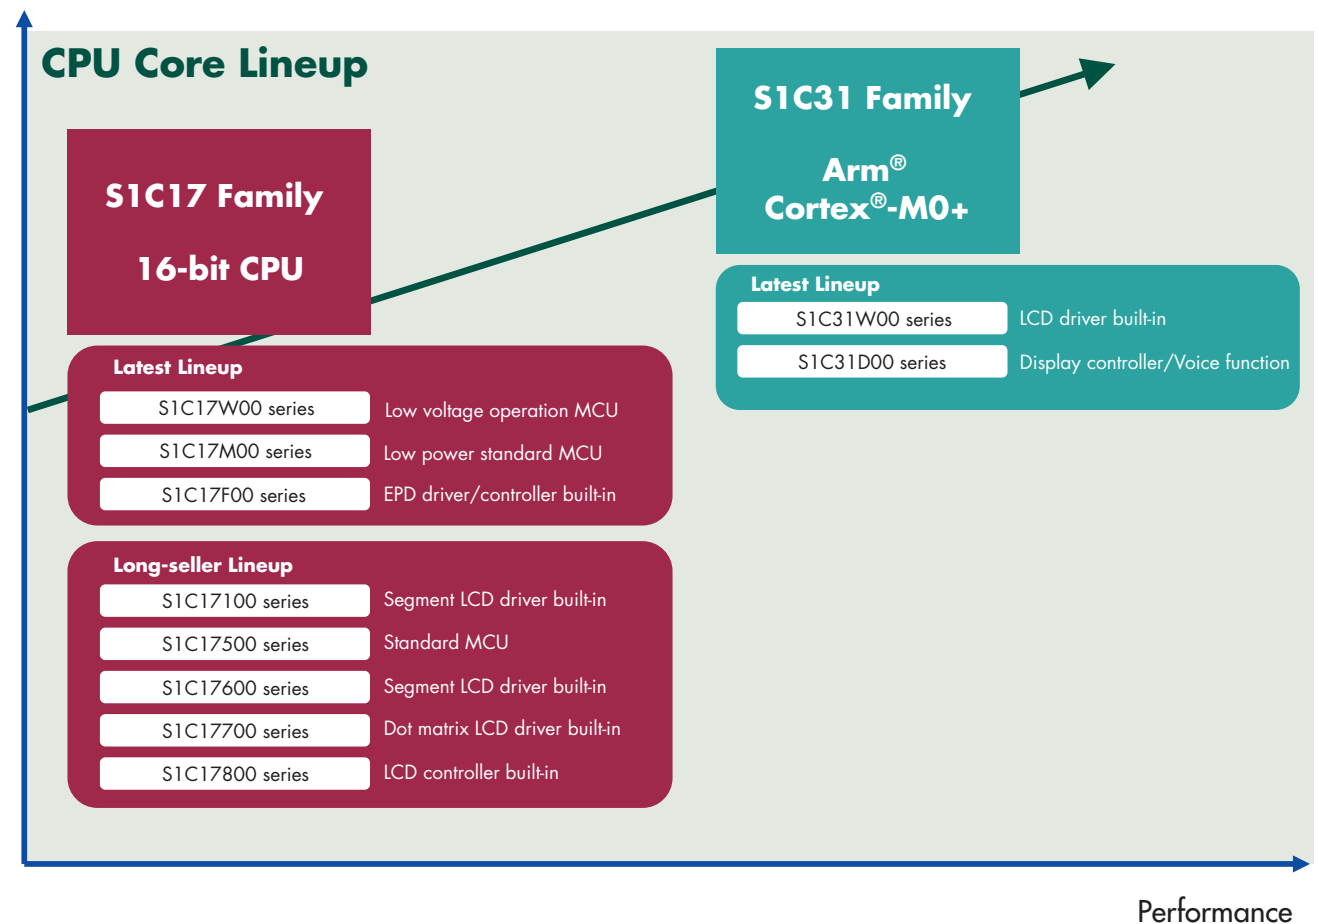 CPU Core Lineup
S1C17 Family
16-bit CPU
Latest Lineup
S1C17W00 series Low voltage operation MCU
S1C17M00 series Low power standard MCU
S1C17F00 series EPD driver/controller built-in
Long-seller Lineup
S1C17100 series Segment LCD driver built-in
S1C17500 series Standard MCU
S1C17600 series Segment LCD driver built-in
S1C17700 series Dot matrix LCD driver built-in
S1C17800 series LCD controller built-in
S1C31 Family
Arm®
Cortex®-M0+
Latest Lineup
S1C31W00 series LCD driver built-in
S1C31D00 series Display controller/Voice function
Performance